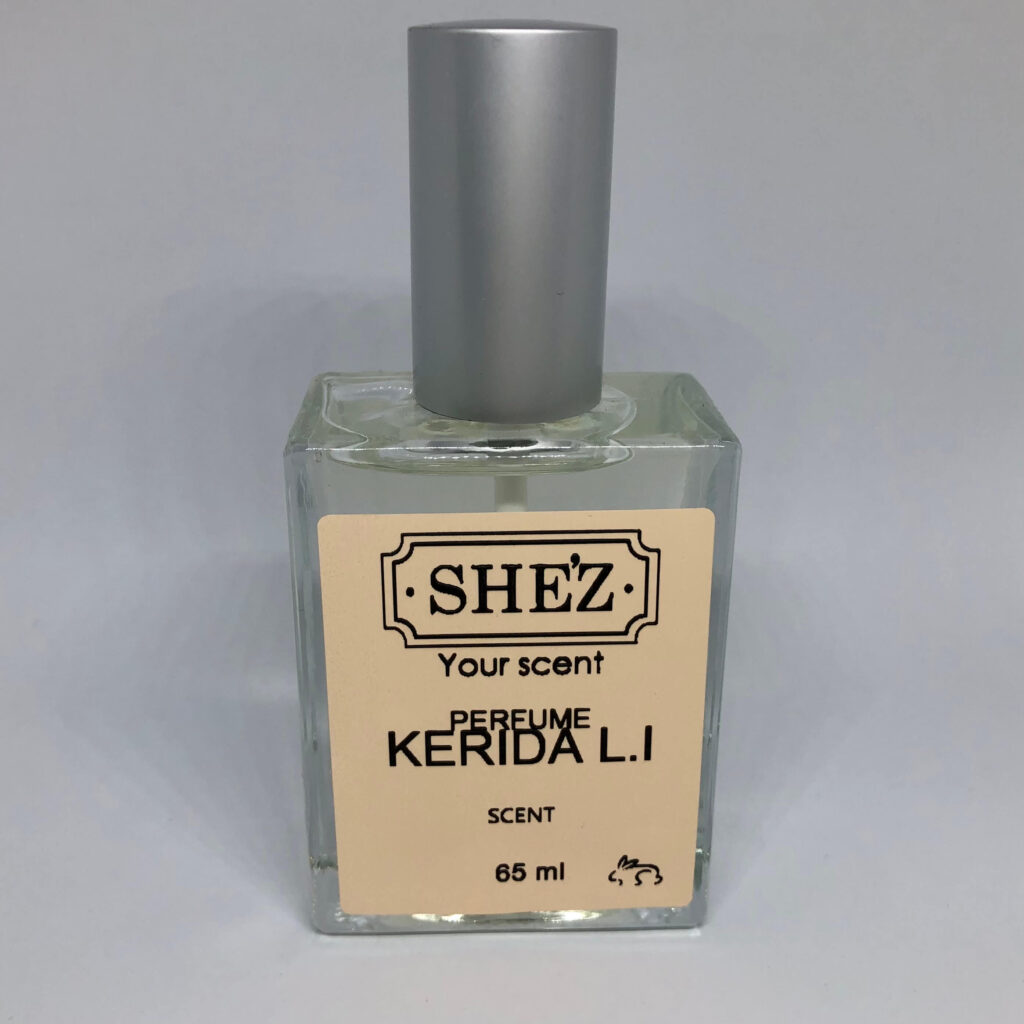 · SHE'Z ·
Your scent
PERFUME
KERIDA L.I
SCENT
65 ml